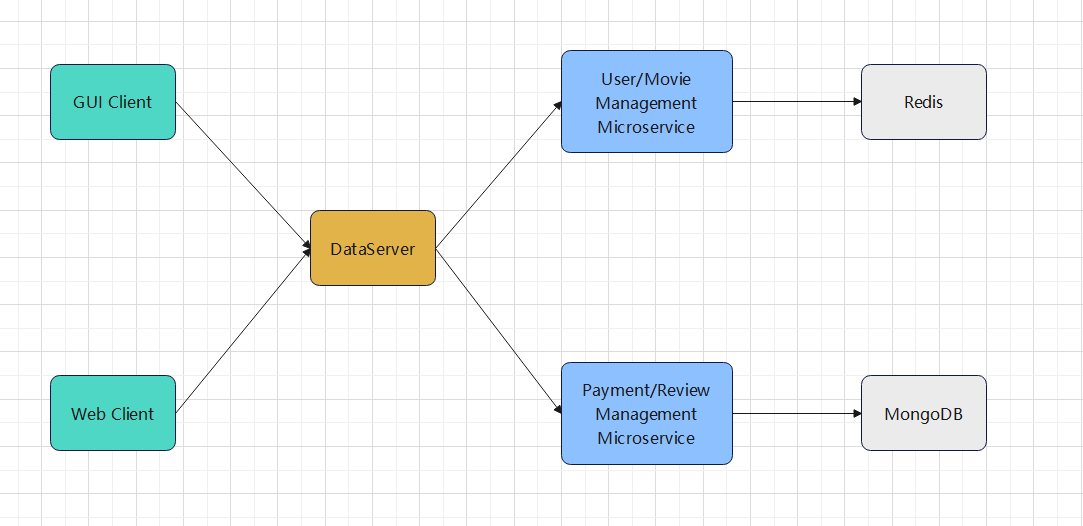 GUI Client
User/Movie
Management
Microservice
Redis
DataServer
Web Client
Payment/Review
Management
Microservice
MongoDB